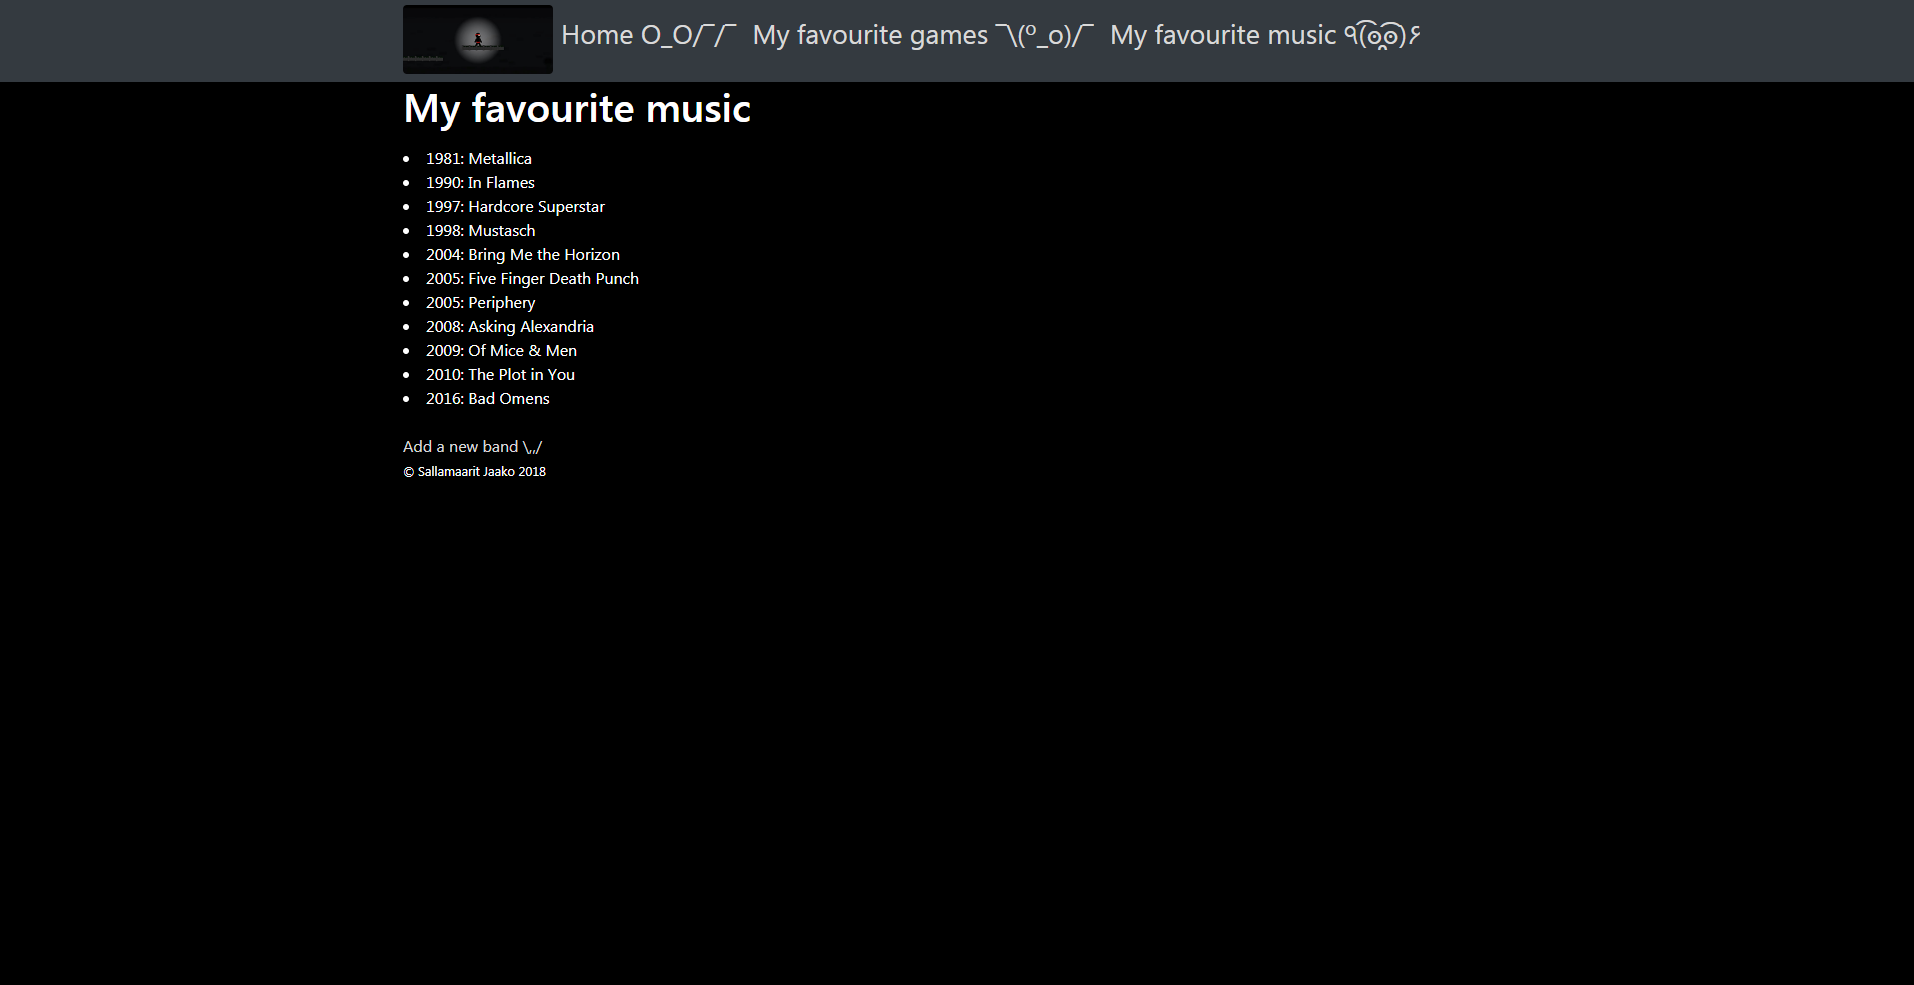 Home O_O/¯/¯ My favourite games ¯\(º_o)/¯ My favourite music ٩(͡๏̯͡๏)۶
My favourite music
1981: Metallica
1990: In Flames
1997: Hardcore Superstar
1998: Mustasch
2004: Bring Me the Horizon
2005: Five Finger Death Punch
2005: Periphery
2008: Asking Alexandria
2009: Of Mice & Men
2010: The Plot in You
2016: Bad Omens
Add a new band \,,/
© Sallamaarit Jaako 2018